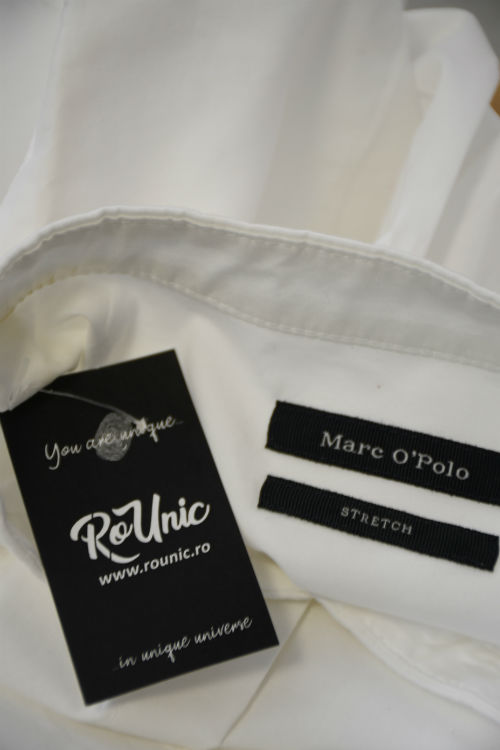 You are unique...
RoUnic
www.rounic.ro
...in unique universe
Marc O'Polo
STRETCH